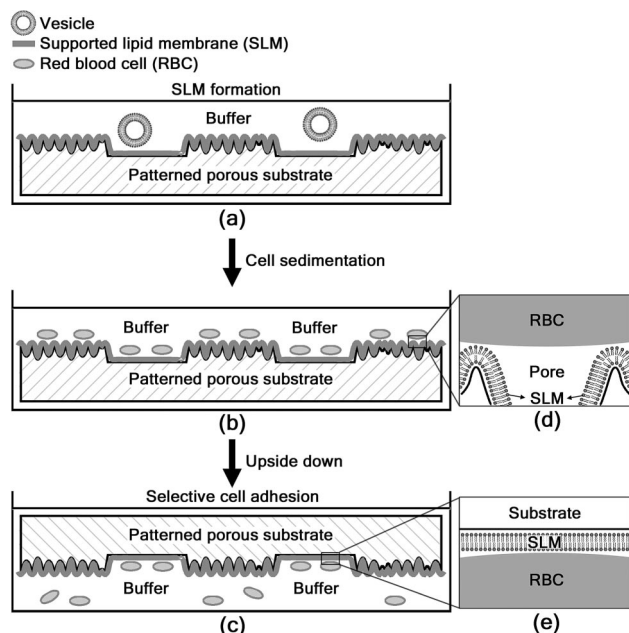 Vesicle
Supported lipid membrane (SLM)
Red blood cell (RBC)
SLM formation
Buffer
Patterned porous substrate
(a)
Cell sedimentation
Buffer Buffer
Patterned porous substrate
(b)
RBC
Pore
SLM
(d)
Upside down
Selective cell adhesion
Patterned porous substrate
Buffer Buffer
(c)
Substrate
SLM
RBC
(e)